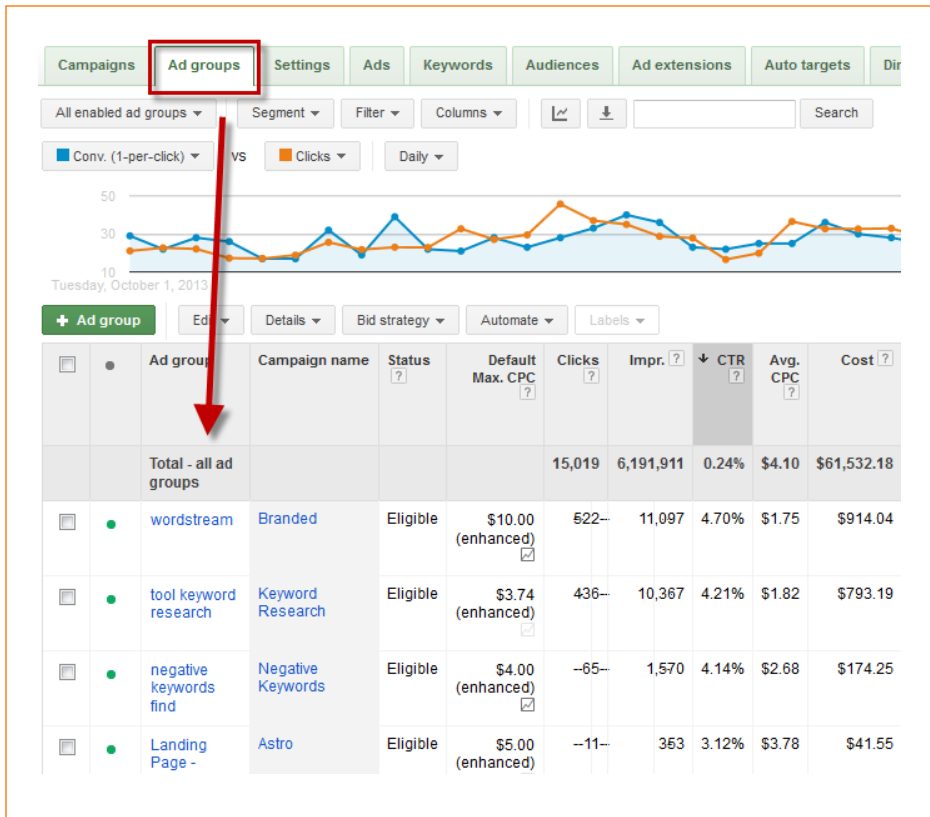 Campaigns Ad groups Settings Ads Keywords Audiences Ad extensions Auto targets Dir
All enabled ad groups Segment Filter Columns Search
Conv. (1-per-click) VS Clicks Daily
50
30
10
Tuesday, October 1, 2013
+ Ad group Edit Details Bid strategy Automate Labels
Ad group Campaign name Status Default Clicks Impr. ? CTR Avg. Cost ?
? Max. CPC ? ? CPC
? ?
Total - all ad 15,019 6,191,911 0.24% $4.10 $61,532.18
groups
wordstream Branded Eligible $10.00 522 11,097 4.70% $1.75 $914.04
(enhanced)
tool keyword Keyword Eligible $3.74 436 10,367 4.21% $1.82 $793.19
research Research (enhanced)
negative Negative Eligible $4.00 65 1,570 4.14% $2.68 $174.25
keywords Keywords (enhanced)
find
Landing Astro Eligible $5.00 11 353 3.12% $3.78 $41.55
Page - (enhanced)